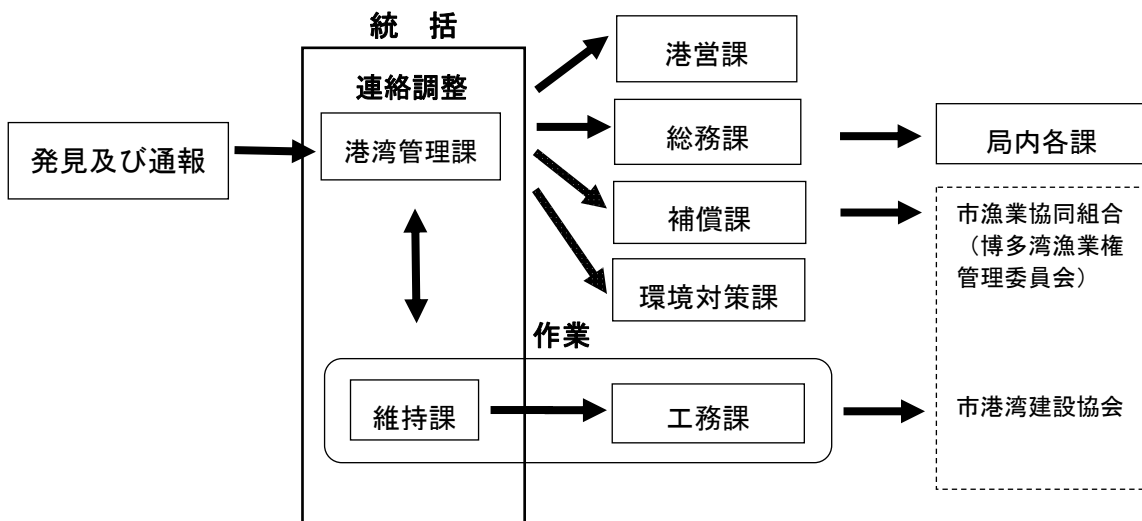 統　括
連絡調整
港湾管理課
発見及び通報
港営課
総務課
局内各課
補償課
市漁業協同組合
（博多湾漁業権
管理委員会）
環境対策課
作業
維持課
工務課
市港湾建設協会